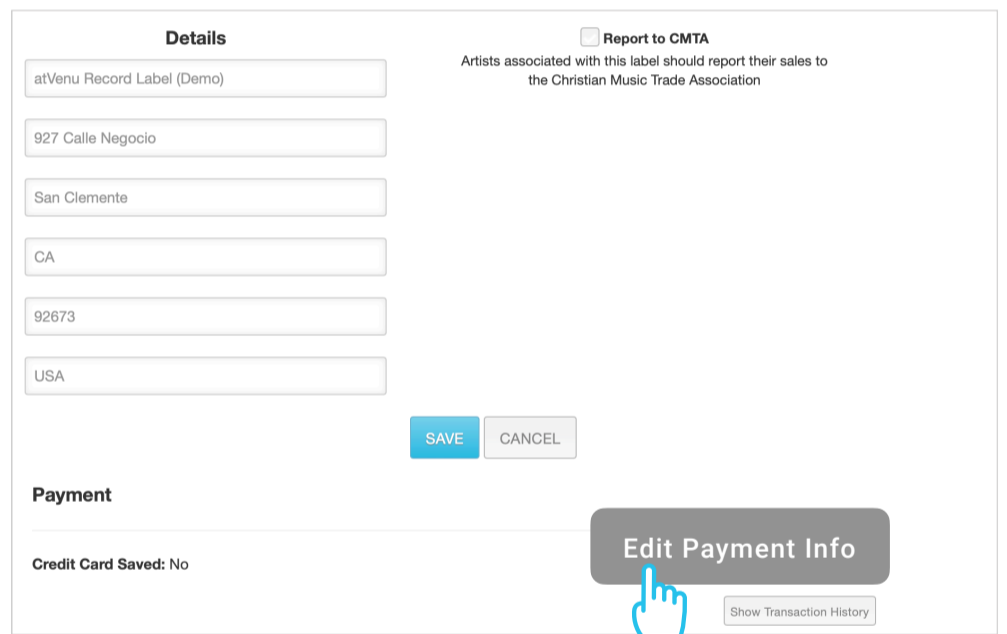 Details
Report to CMTA
Artists associated with this label should report their sales to
the Christian Music Trade Association
atVenu Record Label (Demo)
927 Calle Negocio
San Clemente
CA
92673
USA
SAVE
CANCEL
Payment
Edit Payment Info
Credit Card Saved: No
Show Transaction History